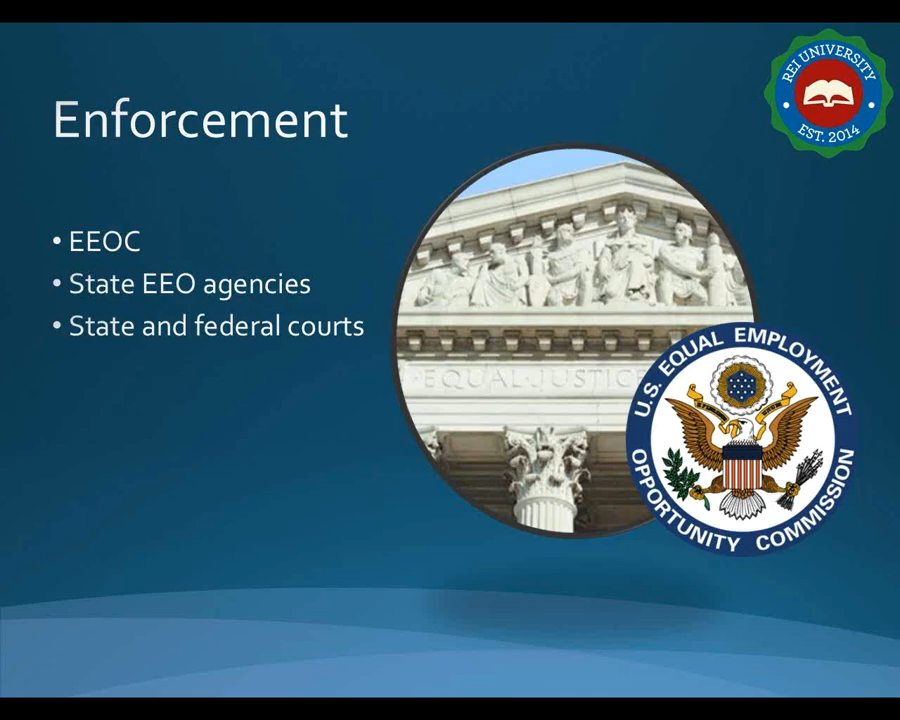 REI UNIVERSITY
EST. 2014
Enforcement
• EEOC
• State EEO agencies
• State and federal courts
EQUAL·JUSTICE
U.S. EQUAL EMPLOYMENT
OPPORTUNITY COMMISSION